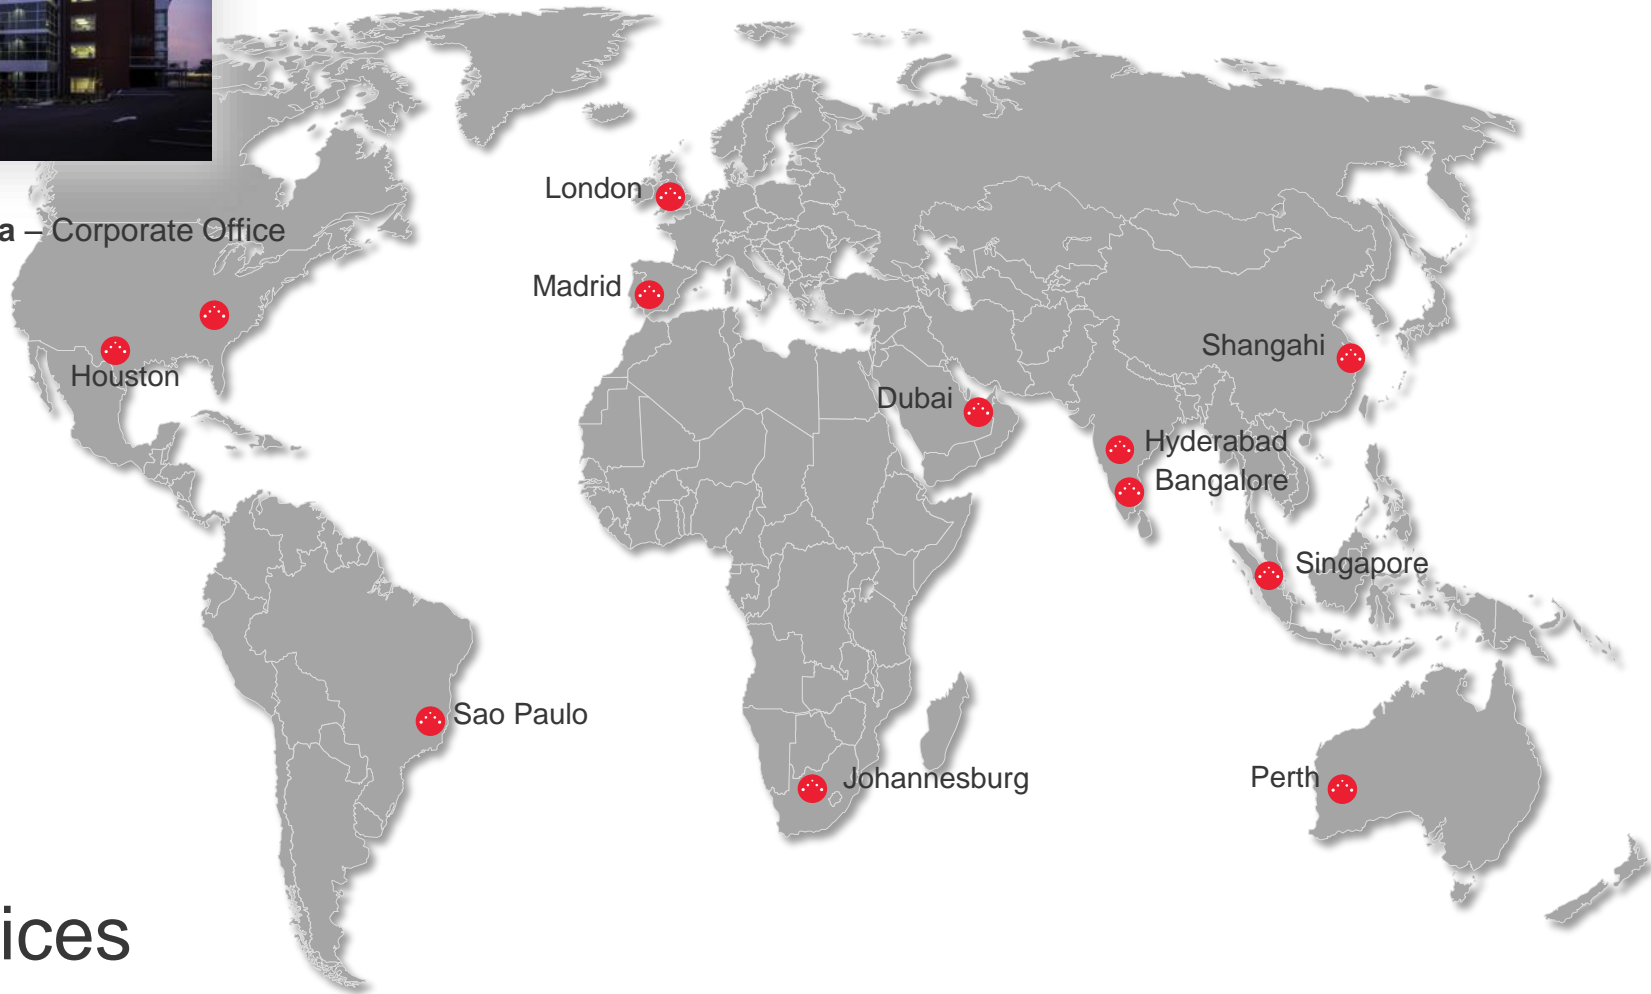 London
a – Corporate Office
Madrid
Shangahi
Houston
Dubai
Hyderabad
Bangalore
Singapore
Sao Paulo
Johannesburg
Perth
ices